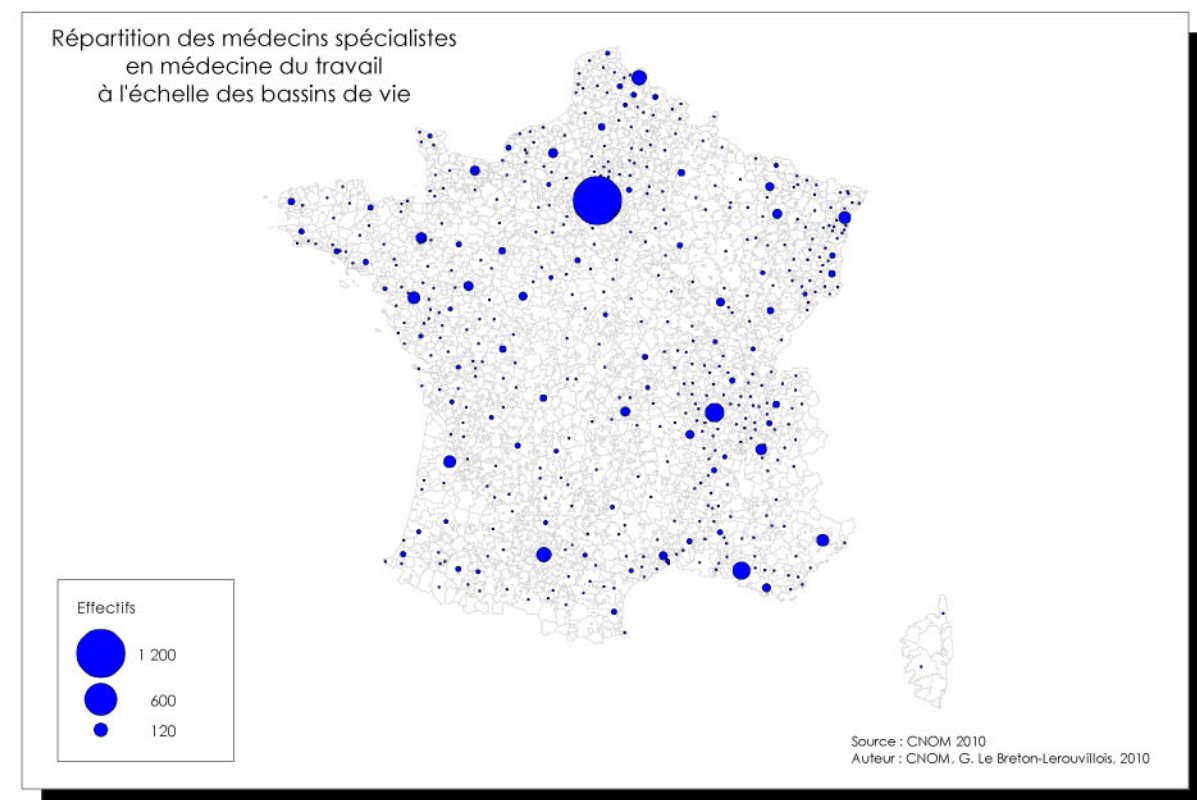 Répartition des médecins spécialistes
en médecine du travail
à l'échelle des bassins de vie
Effectifs
1 200
600
120
Source : CNOM 2010
Auteur : CNOM, G. Le Breton-Lerouvillois, 2010